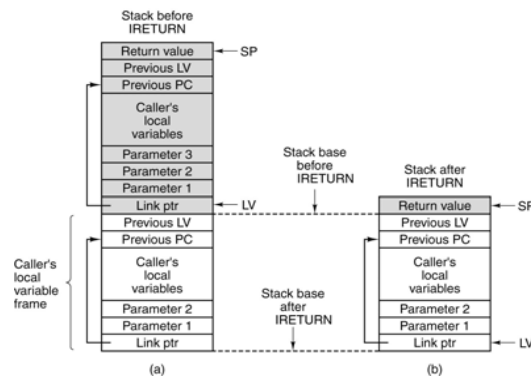 Stack before
IRETURN
Return value
SP
Previous LV
Previous PC
Caller's
local
variables
Parameter 3
Parameter 2
Parameter 1
Link ptr
LV
Previous LV
Previous PC
Caller's
local
variables
Parameter 2
Parameter 1
Link ptr
Caller's
local
variable
frame
(a)
Stack base
before
IRETURN
Stack base
after
IRETURN
Stack after
IRETURN
Return value
SP
Previous LV
Previous PC
Caller's
local
variables
Parameter 2
Parameter 1
Link ptr
LV
(b)